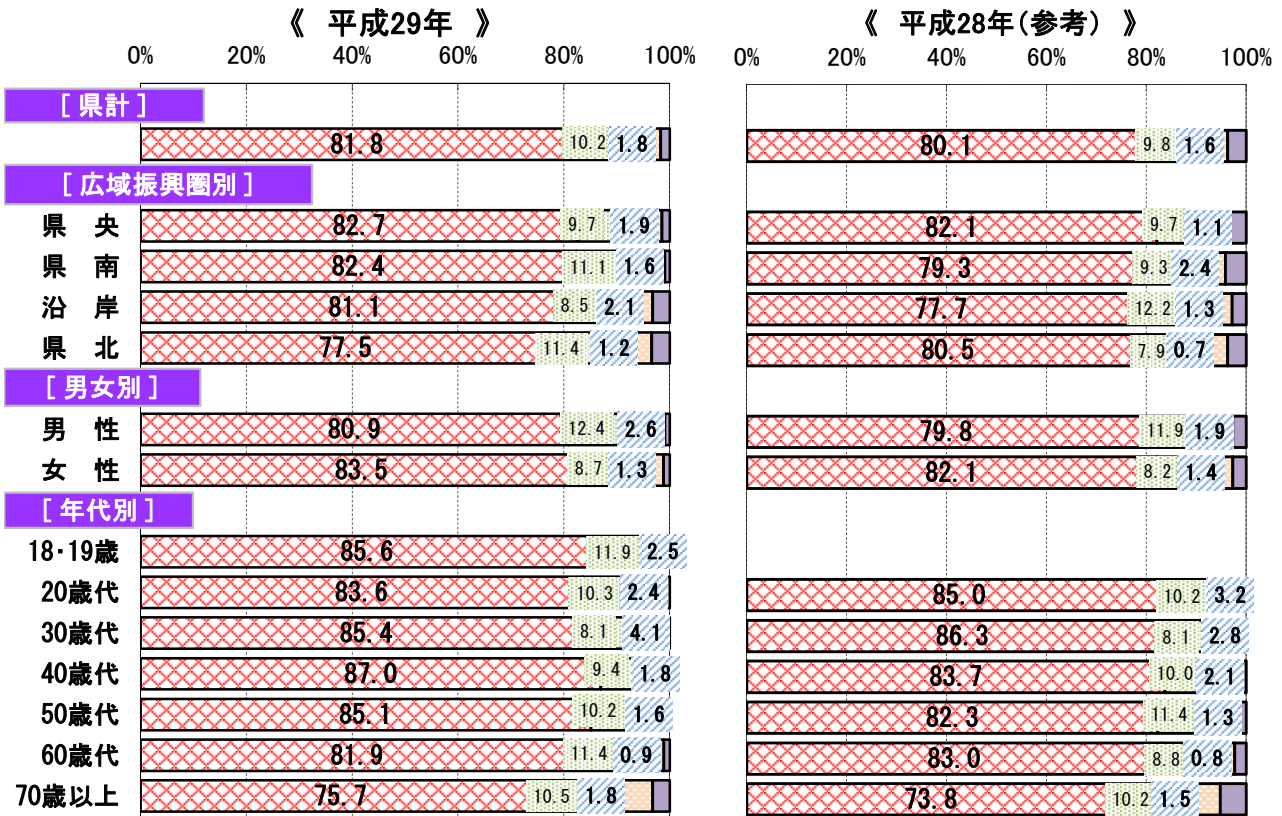 《 平成29年 》 《 平成28年(参考) 》
0% 20% 40% 60% 80% 100% 0% 20% 40% 60% 80% 100%
[ 県計 ]
81.8 10.2 1.8 80.1 9.8 1.6
[ 広域振興圏別 ]
県 央 82.7 9.7 1.9 82.1 9.7 1.1
県 南 82.4 11.1 1.6 79.3 9.3 2.4
沿 岸 81.1 8.5 2.1 77.7 12.2 1.3
県 北 77.5 11.4 1.2 80.5 7.9 0.7
[ 男女別 ]
男 性 80.9 12.4 2.6 79.8 11.9 1.9
女 性 83.5 8.7 1.3 82.1 8.2 1.4
[ 年代別 ]
18・19歳 85.6 11.9 2.5
20歳代 83.6 10.3 2.4 85.0 10.2 3.2
30歳代 85.4 8.1 4.1 86.3 8.1 2.8
40歳代 87.0 9.4 1.8 83.7 10.0 2.1
50歳代 85.1 10.2 1.6 82.3 11.4 1.3
60歳代 81.9 11.4 0.9 83.0 8.8 0.8
70歳以上 75.7 10.5 1.8 73.8 10.2 1.5